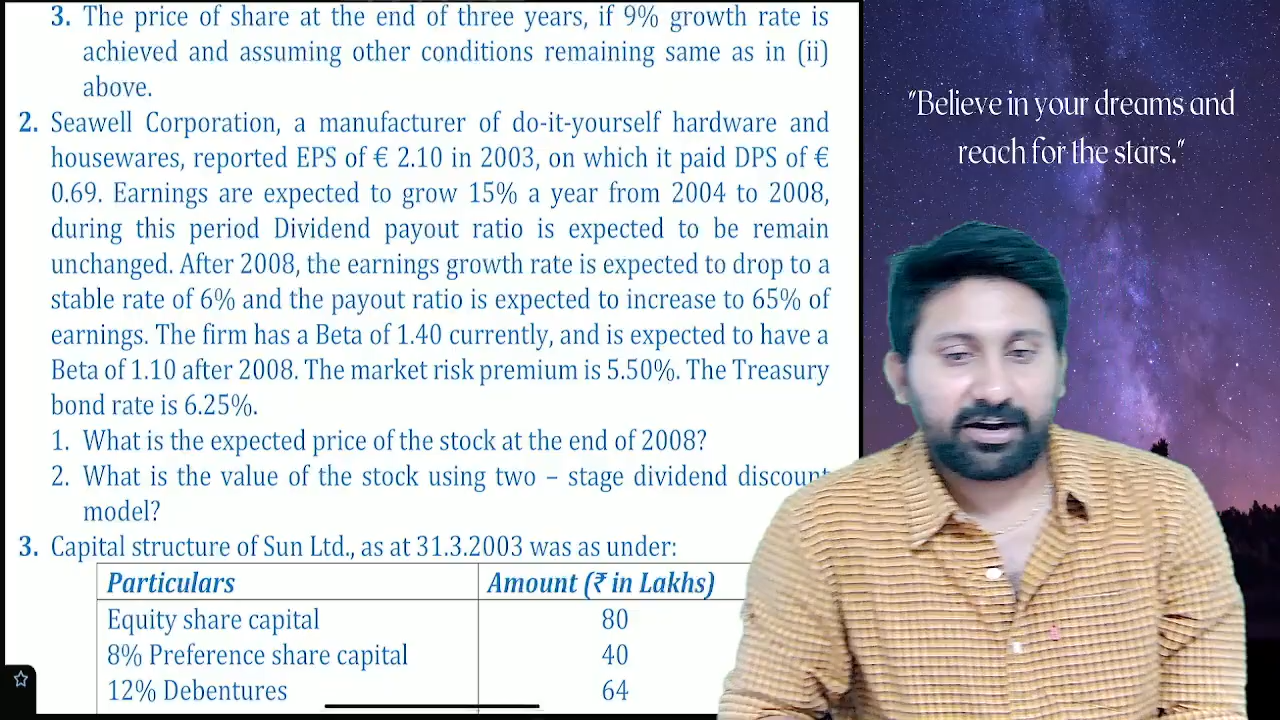 3. The price of share at the end of three years, if 9% growth rate is
achieved and assuming other conditions remaining same as in (ii)
above.
2. Seawell Corporation, a manufacturer of do-it-yourself hardware and
housewares, reported EPS of € 2.10 in 2003, on which it paid DPS of €
0.69. Earnings are expected to grow 15% a year from 2004 to 2008,
during this period Dividend payout ratio is expected to be remain
unchanged. After 2008, the earnings growth rate is expected to drop to a
stable rate of 6% and the payout ratio is expected to increase to 65% of
earnings. The firm has a Beta of 1.40 currently, and is expected to have a
Beta of 1.10 after 2008. The market risk premium is 5.50%. The Treasury
bond rate is 6.25%.
1. What is the expected price of the stock at the end of 2008?
2. What is the value of the stock using two – stage dividend discount
model?
3. Capital structure of Sun Ltd., as at 31.3.2003 was as under:
Particulars Amount (₹ in Lakhs)
Equity share capital 80
8% Preference share capital 40
12% Debentures 64
"Believe in your dreams and
reach for the stars."